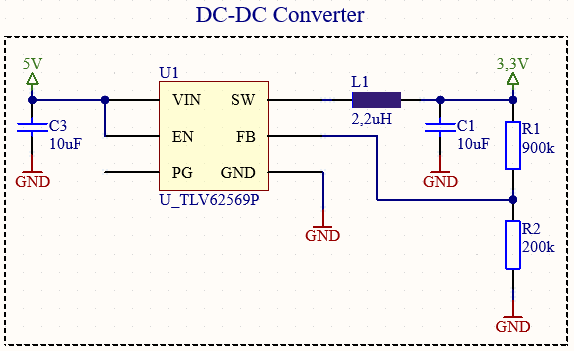 DC-DC Converter
5V
3,3V
U1
L1
VIN
SW
C3
10uF
2,2uH
C1
10uF
R1
900k
EN
FB
PG
GND
GND
GND
U_TLV62569P
GND
R2
200k
GND